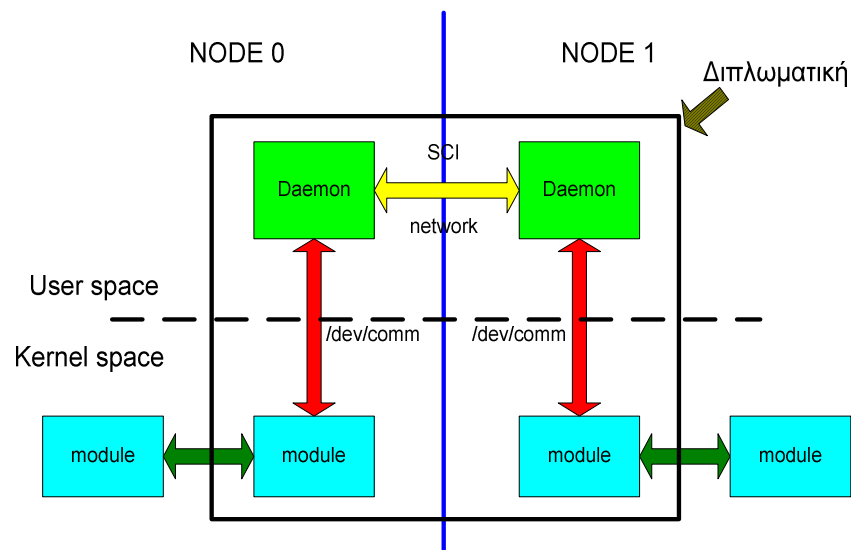 NODE 0
NODE 1
Διπλωματική
SCI
Daemon
Daemon
network
User space
/dev/comm
/dev/comm
Kernel space
module
module
module
module